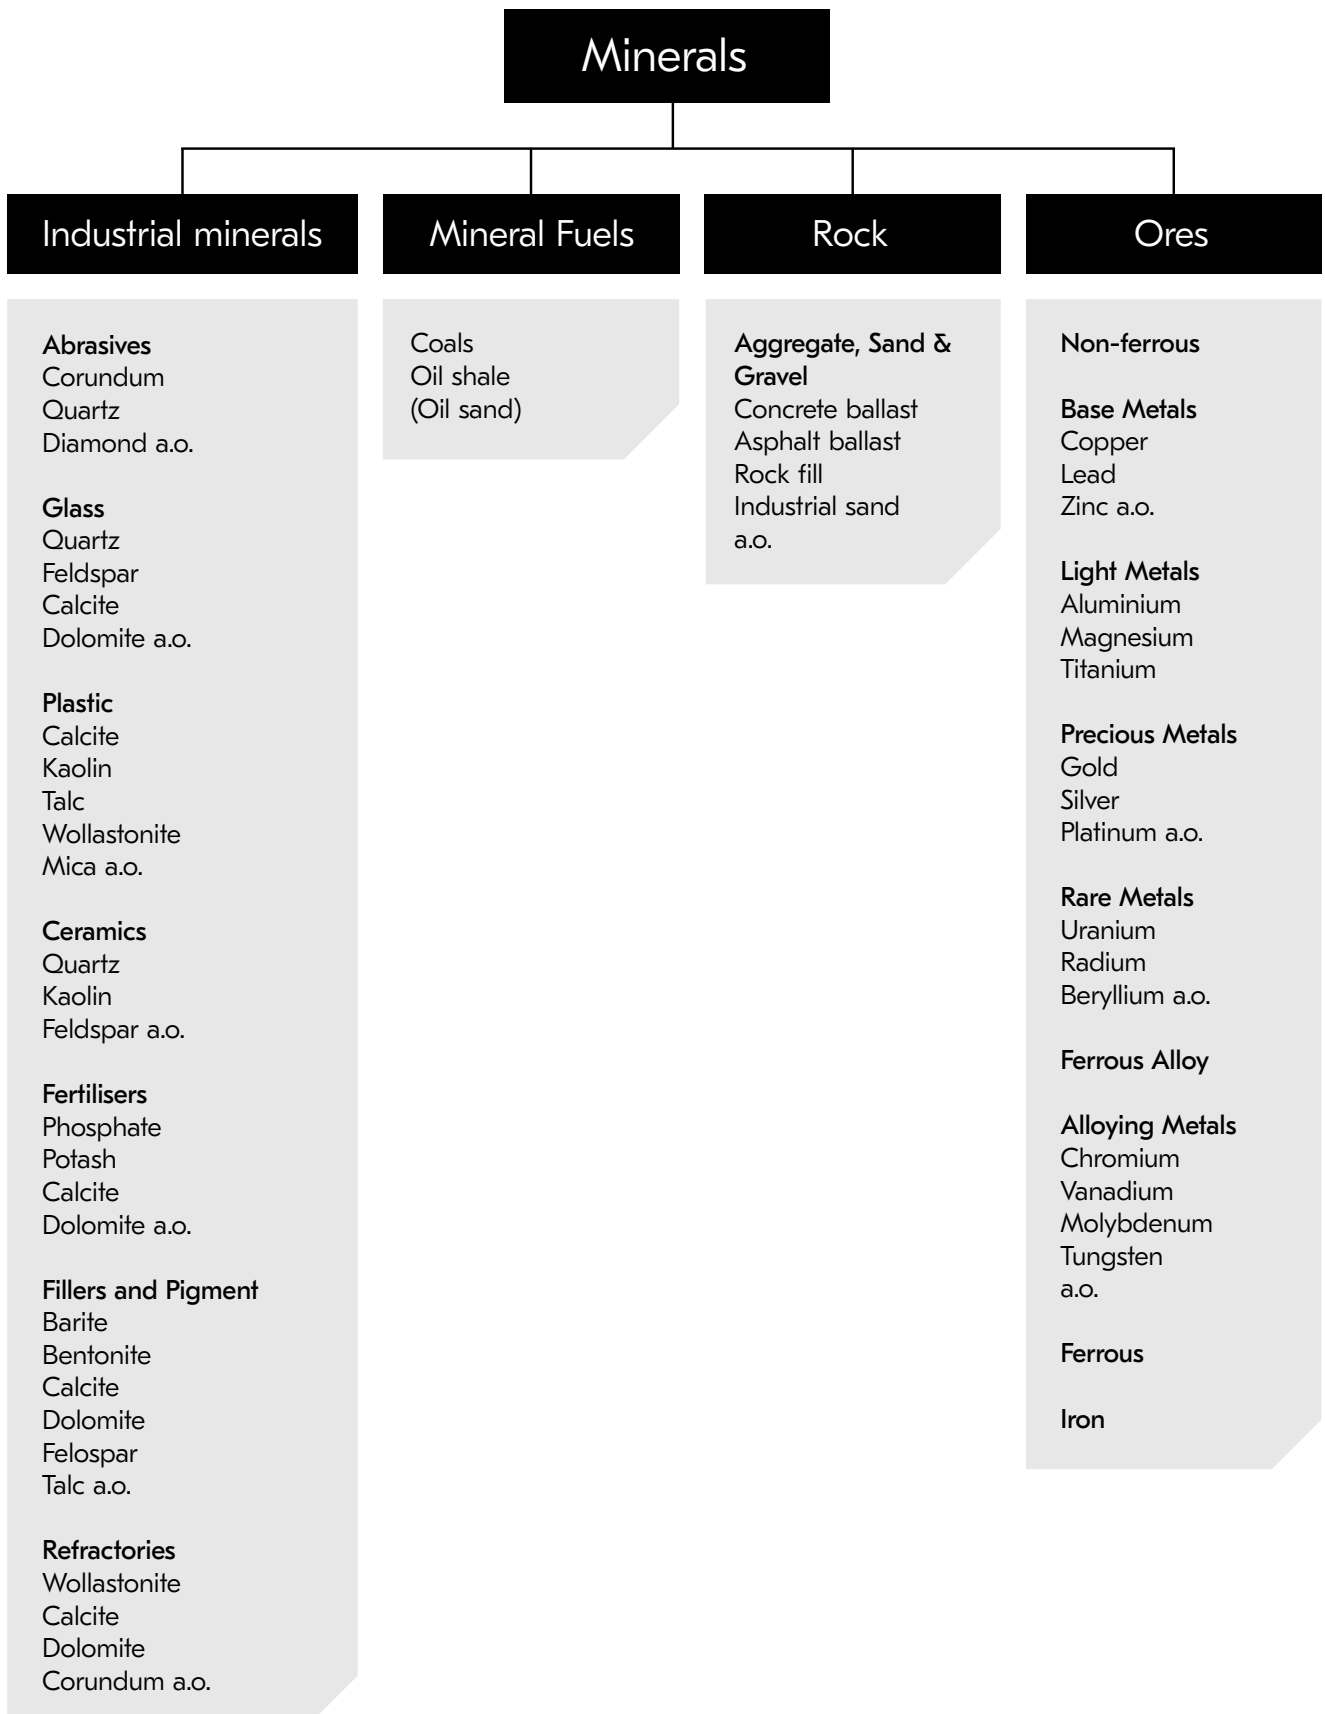 Minerals
Industrial minerals
Abrasives
Corundum
Quartz
Diamond a.o.
Glass
Quartz
Feldspar
Calcite
Dolomite a.o.
Plastic
Calcite
Kaolin
Talc
Wollastonite
Mica a.o.
Ceramics
Quartz
Kaolin
Feldspar a.o.
Fertilisers
Phosphate
Potash
Calcite
Dolomite a.o.
Fillers and Pigment
Barite
Bentonite
Calcite
Dolomite
Felospar
Talc a.o.
Refractories
Wollastonite
Calcite
Dolomite
Corundum a.o.
Mineral Fuels
Coals
Oil shale
(Oil sand)
Rock
Aggregate, Sand &
Gravel
Concrete ballast
Asphalt ballast
Rock fill
Industrial sand
a.o.
Ores
Non-ferrous
Base Metals
Copper
Lead
Zinc a.o.
Light Metals
Aluminium
Magnesium
Titanium
Precious Metals
Gold
Silver
Platinum a.o.
Rare Metals
Uranium
Radium
Beryllium a.o.
Ferrous Alloy
Alloying Metals
Chromium
Vanadium
Molybdenum
Tungsten
a.o.
Ferrous
Iron